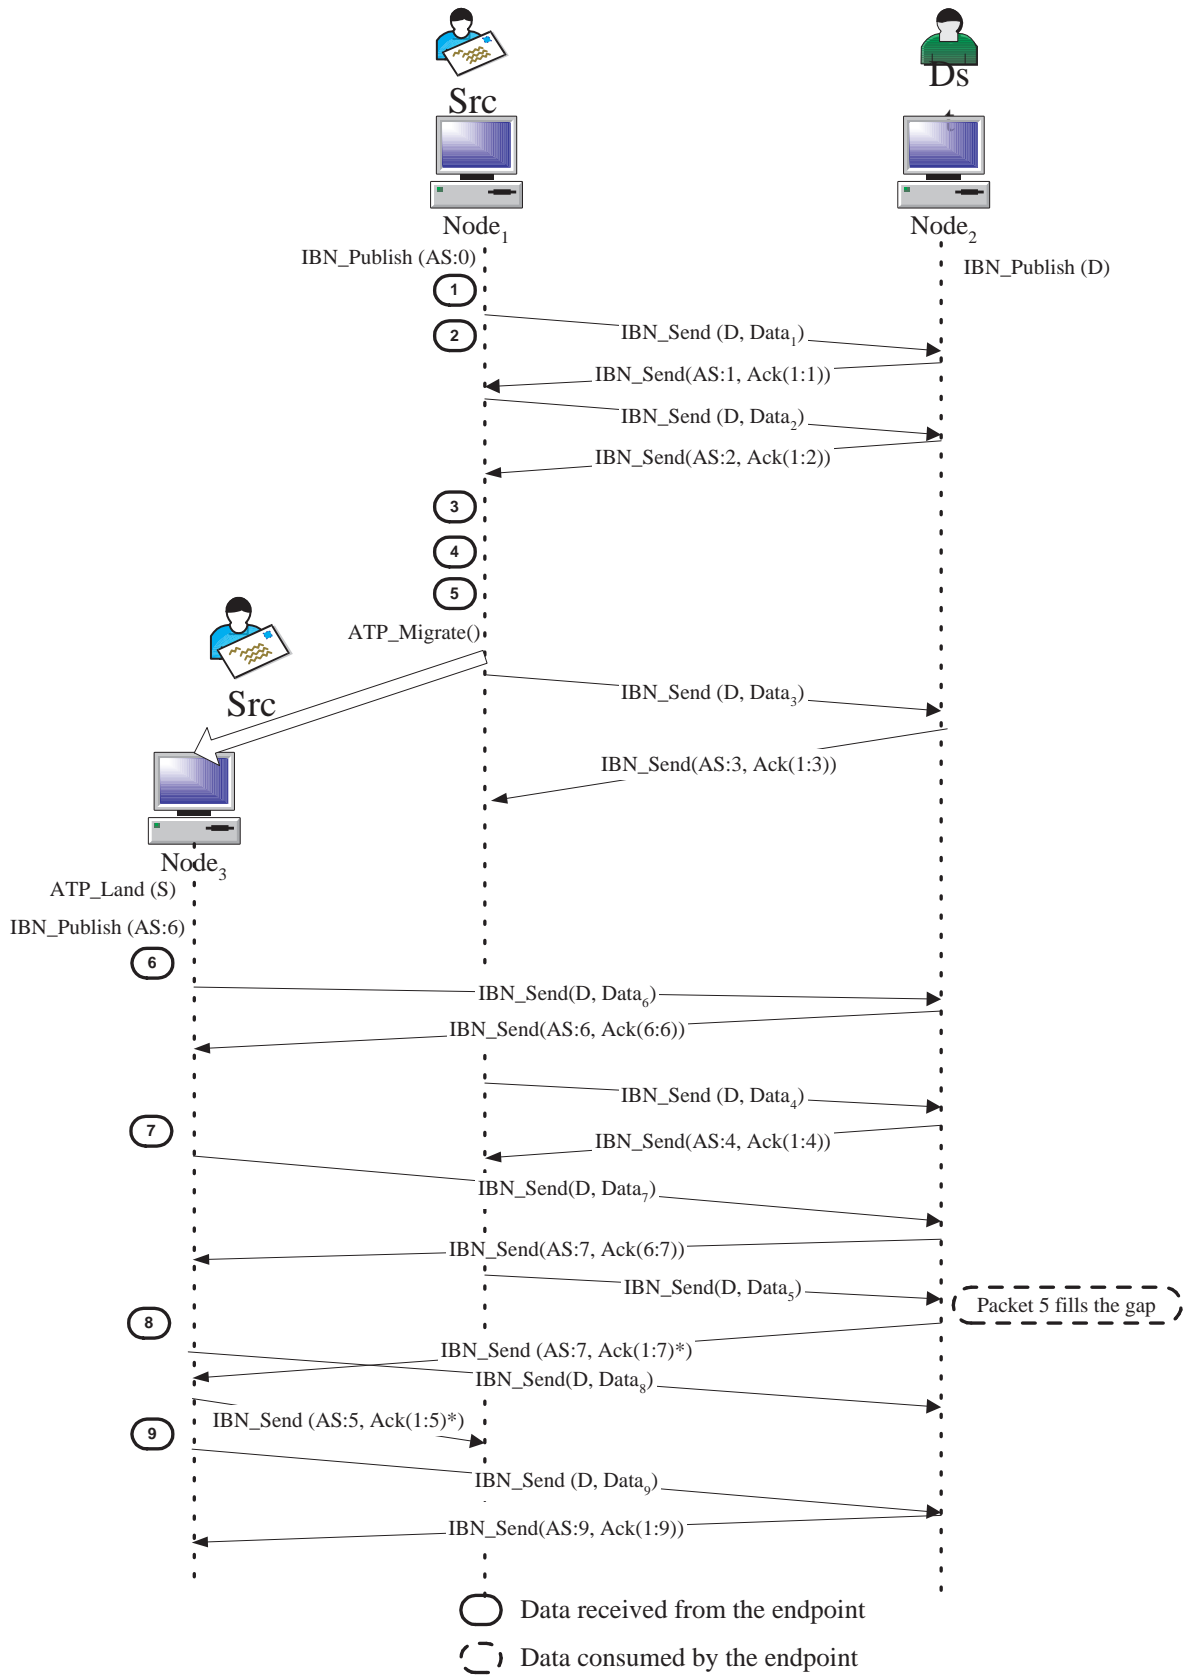 Src
Ds
t
Node₁
Node₂
IBN_Publish (AS:0)
IBN_Publish (D)
1
2
IBN_Send (D, Data₁)
IBN_Send(AS:1, Ack(1:1))
IBN_Send (D, Data₂)
IBN_Send(AS:2, Ack(1:2))
3
4
5
ATP_Migrate()
Src
IBN_Send (D, Data₃)
IBN_Send(AS:3, Ack(1:3))
Node₃
ATP_Land (S)
IBN_Publish (AS:6)
6
IBN_Send(D, Data₆)
IBN_Send(AS:6, Ack(6:6))
IBN_Send (D, Data₄)
7
IBN_Send(AS:4, Ack(1:4))
IBN_Send(D, Data₇)
IBN_Send(AS:7, Ack(6:7))
IBN_Send(D, Data₅)
Packet 5 fills the gap
8
IBN_Send (AS:7, Ack(1:7)*)
IBN_Send(D, Data₈)
IBN_Send (AS:5, Ack(1:5)*)
9
IBN_Send (D, Data₉)
IBN_Send(AS:9, Ack(1:9))
Data received from the endpoint
Data consumed by the endpoint